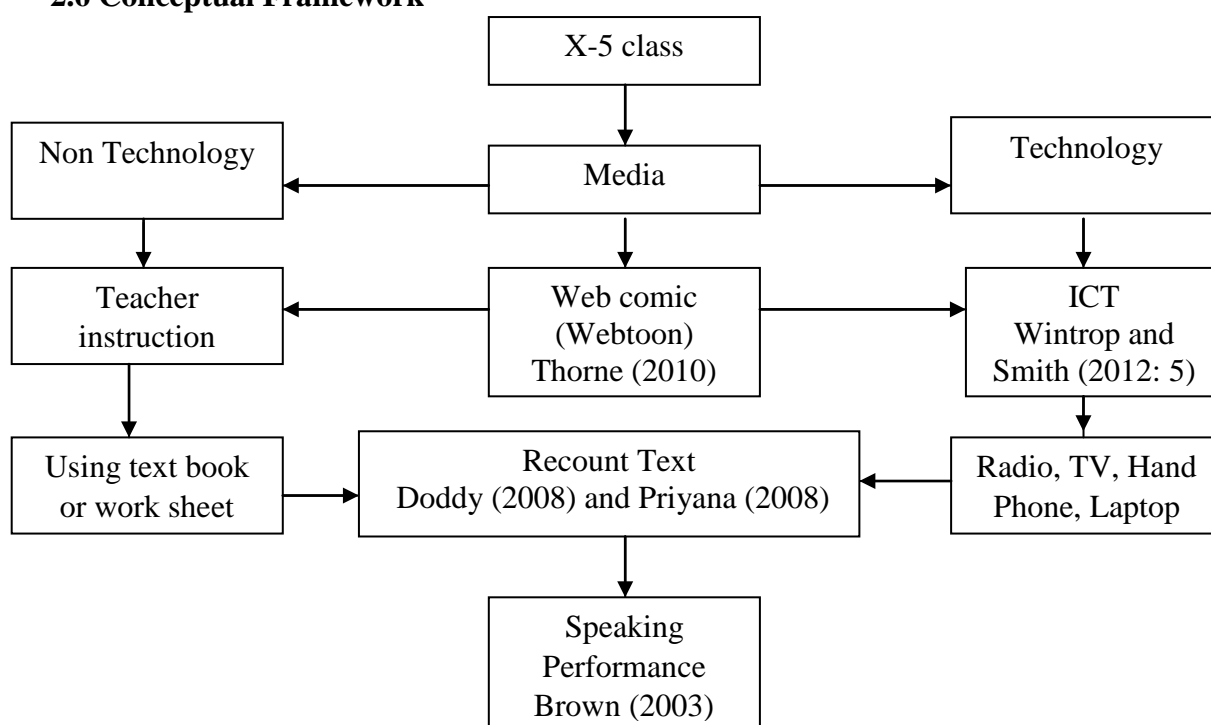 2.6 Conceptual Framework
X-5 class
Non Technology
Media
Technology
Teacher
instruction
Web comic
(Webtoon)
Thorne (2010)
ICT
Wintrop and
Smith (2012: 5)
Using text book
or work sheet
Recount Text
Doddy (2008) and Priyana (2008)
Radio, TV, Hand
Phone, Laptop
Speaking
Performance
Brown (2003)